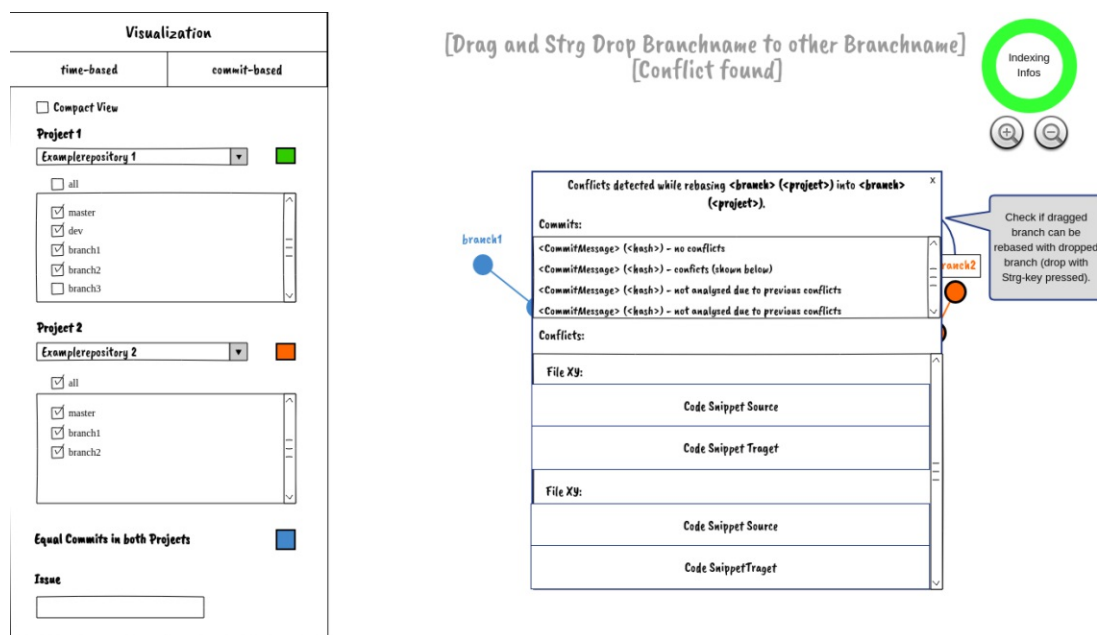 Visualization
time-based
commit-based
Compact View
Project 1
Examplerepository 1
all
master
dev
branch1
branch2
branch3
Project 2
Examplerepository 2
all
master
branch1
branch2
Equal Commits in both Projects
Issue
[Drag and Strg Drop Branchname to other Branchname]
[Conflict found]
Indexing
Infos
branch1
Conflicts detected while rebasing <branch> (<project>) into <branch>
(<project>).
x
Commits:
<CommitMessage> (<hash>) - no conflicts
<CommitMessage> (<hash>) - conficts (shown below)
<CommitMessage> (<hash>) - not analysed due to previous conflicts
<CommitMessage> (<hash>) - not analysed due to previous conflicts
Conflicts:
File XY:
Code Snippet Source
Code Snippet Traget
File XY:
Code Snippet Source
Code SnippetTraget
ranch2
Check if dragged
branch can be
rebased with dropped
branch (drop with
Strg-key pressed).